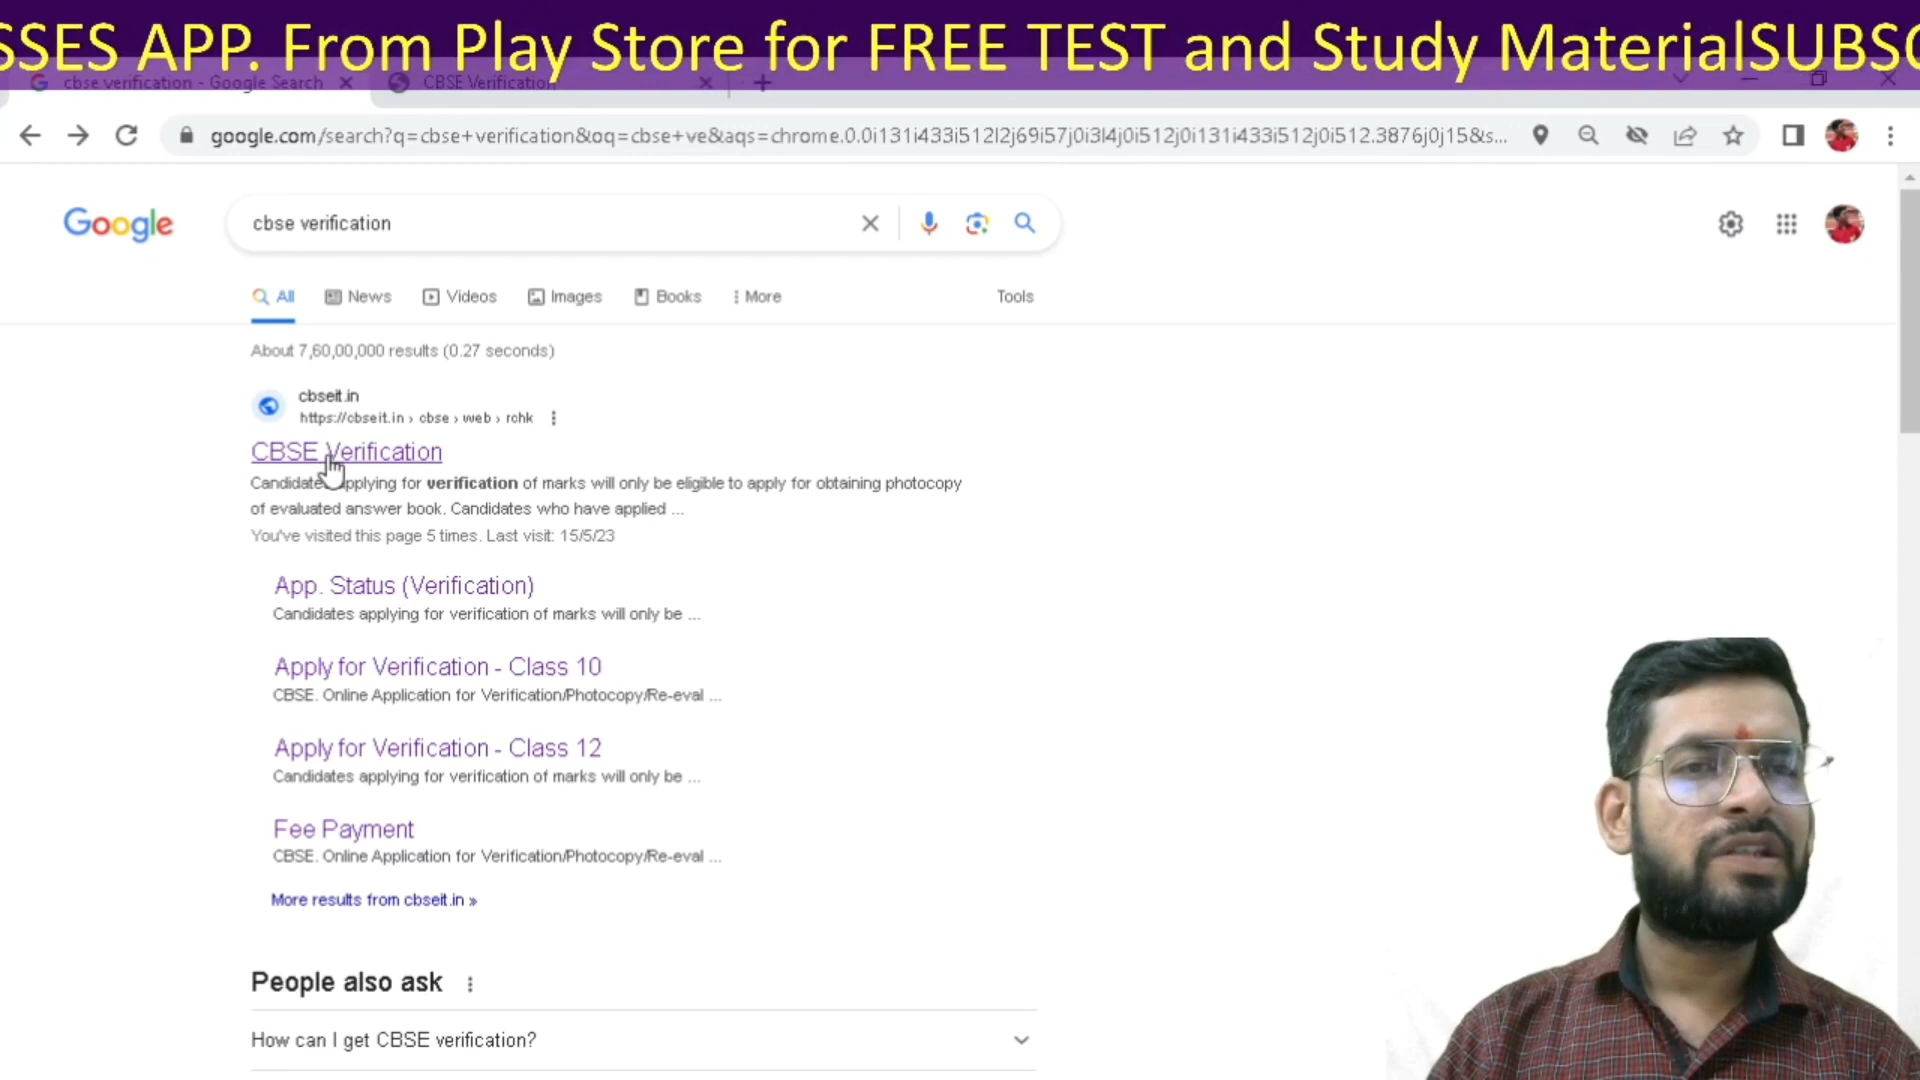 SSES APP. From Play Store for FREE TEST and Study MaterialSUBSC
cbse verification - Google Search
CBSE Verification
google.com/search?q=cbse+verification&oq=cbse+ve&aqs=chrome.0.0i131i433i512l2j69i57j0i3l4j0i512j0i131i433i512j0i512.3876j0j15&s...
Google
cbse verification
All News Videos Images Books More Tools
About 7,60,00,000 results (0.27 seconds)
cbseit.in
https://cbseit.in › cbse › web › rchk
CBSE Verification
Candidates applying for verification of marks will only be eligible to apply for obtaining photocopy
of evaluated answer book. Candidates who have applied ...
You've visited this page 5 times. Last visit: 15/5/23
App. Status (Verification)
Candidates applying for verification of marks will only be ...
Apply for Verification - Class 10
CBSE. Online Application for Verification/Photocopy/Re-eval ...
Apply for Verification - Class 12
Candidates applying for verification of marks will only be ...
Fee Payment
CBSE. Online Application for Verification/Photocopy/Re-eval ...
More results from cbseit.in »
People also ask
How can I get CBSE verification?